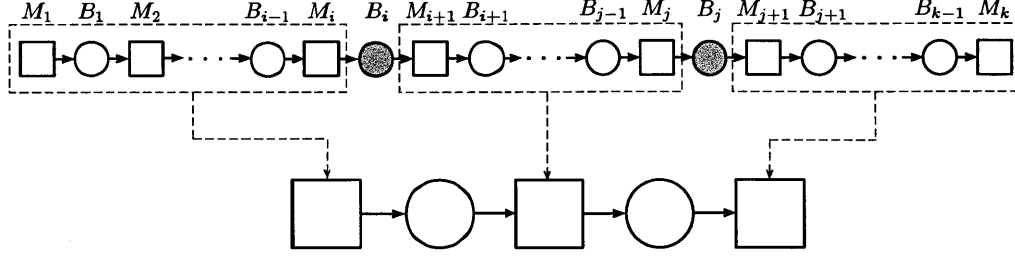 M₁ B₁ M₂ Bᵢ₋₁ Mᵢ Bᵢ Mᵢ₊₁ Bᵢ₊₁ Bⱼ₋₁ Mⱼ Bⱼ Mⱼ₊₁ Bⱼ₊₁ Bₖ₋₁ Mₖ